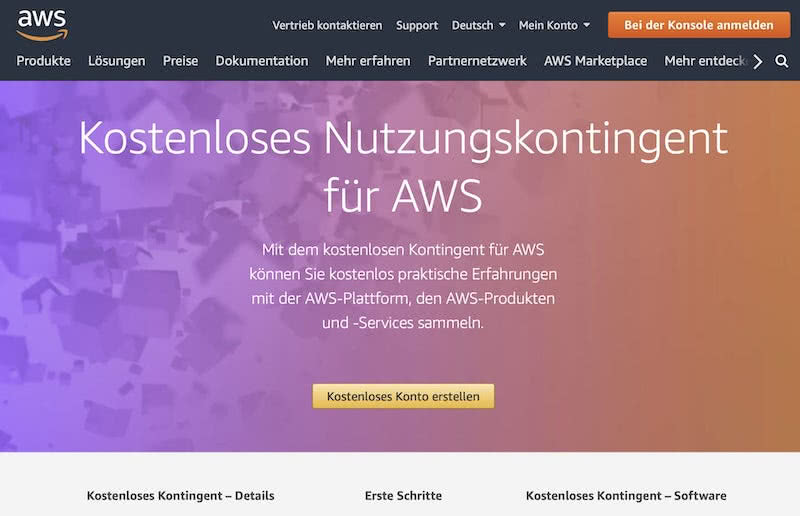 aws
Vertrieb kontaktieren Support Deutsch Mein Konto Bei der Konsole anmelden
Produkte Lösungen Preise Dokumentation Mehr erfahren Partnernetzwerk AWS Marketplace Mehr
Kostenloses Nutzungskontingent
für AWS
Mit dem kostenlosen Kontingent für AWS
können Sie kostenlos praktische Erfahrungen
mit der AWS-Plattform, den AWS-Produkten
und -Services sammeln.
Kostenloses Konto erstellen
Kostenloses Kontingent – Details Erste Schritte Kostenloses Kontingent – Software